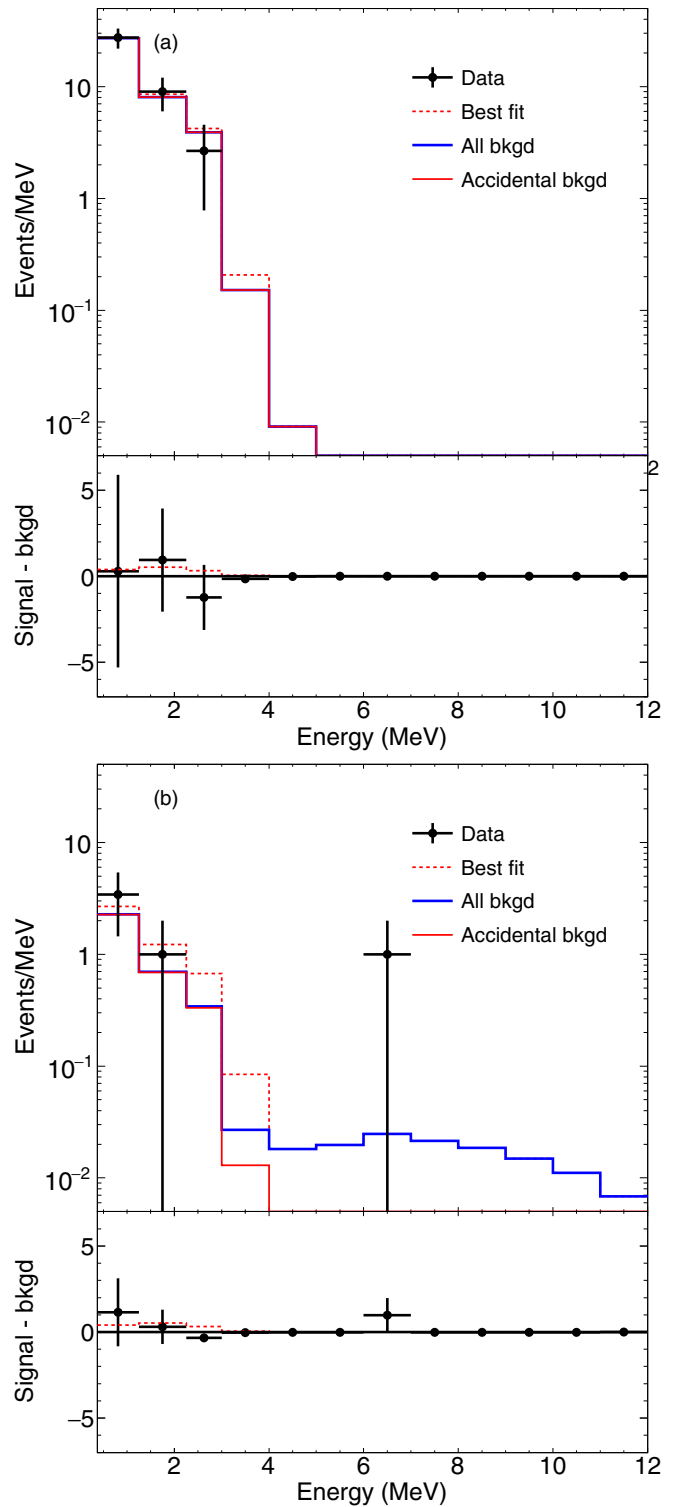 (a)
Data
Best fit
All bkgd
Accidental bkgd
Events/MeV
10
1
10⁻¹
10⁻²
2
Signal - bkgd
5
0
−5
2 4 6 8 10 12
Energy (MeV)
(b)
Data
Best fit
All bkgd
Accidental bkgd
Events/MeV
10
1
10⁻¹
10⁻²
Signal - bkgd
5
0
−5
2 4 6 8 10 12
Energy (MeV)